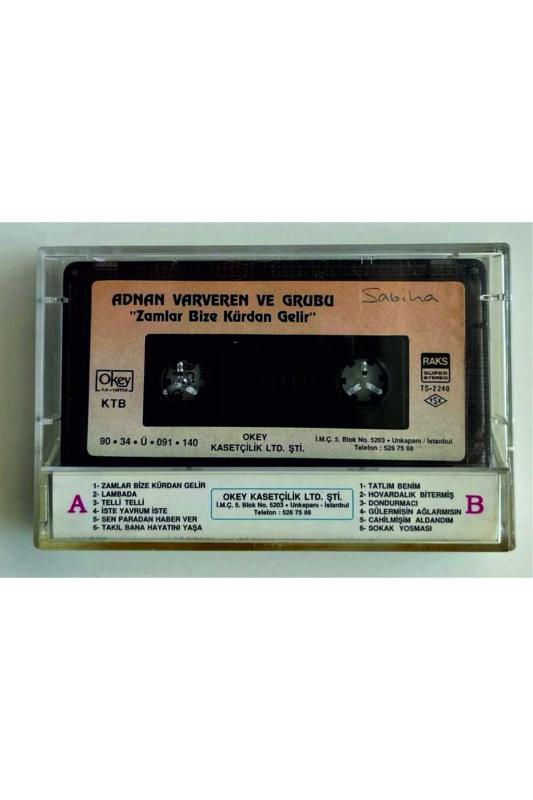 ADNAN VARVEREN VE GRUBU
"Zamlar Bize Kürdan Gelir"
Sabiha
Okey
KTB
RAKS
SÜPER
STEREO
TS-2240
TSE
90 • 34 • Ü • 091 • 140
OKEY
KASETÇİLİK LTD. ŞTİ.
İ.M.Ç. 5. Blok No. 5203 • Unkapanı / İstanbul
Telefon : 526 75 88
A
1- ZAMLAR BİZE KÜRDAN GELİR
2- LAMBADA
3- TELLİ TELLİ
4- İSTE YAVRUM İSTE
5- SEN PARADAN HABER VER
6- TAKIL BANA HAYATINI YAŞA
OKEY KASETÇİLİK LTD. ŞTİ.
İ.M.Ç. 5. Blok No. 5203 • Unkapanı - İstanbul
Telefon : 526 75 88
1- TATLIM BENİM
2- HOVARDALIK BİTERMİŞ
3- DONDURMACI
4- GÜLERMİSİN AĞLARMISIN
5- CAHİLMİŞİM ALDANDIM
6- SOKAK YOSMASI
B